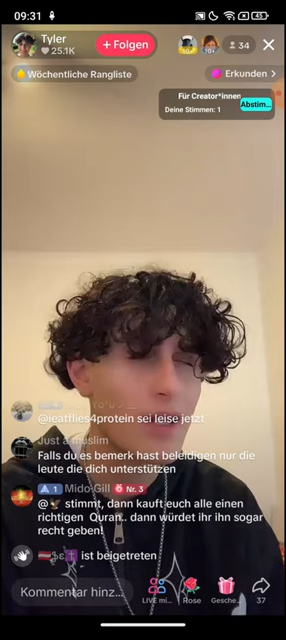 09:31
45
Tyler
25.1K
+ Folgen
10+
34
Wöchentliche Rangliste
Erkunden >
Für Creator*innen
Deine Stimmen: 1
Abstim...
@ieatflies4protein sei leise jetzt
Just a muslim
Falls du es bemerk hast beleidigen nur die
leute die dich unterstützen
1 Mido-Gill Nr. 3
@🦅 stimmt, dann kauft euch alle einen
richtigen Quran.. dann würdet ihr ihn sogar
recht geben!
ist beigetreten
Kommentar hinz...
LIVE mi...
Rose
Gesche...
37